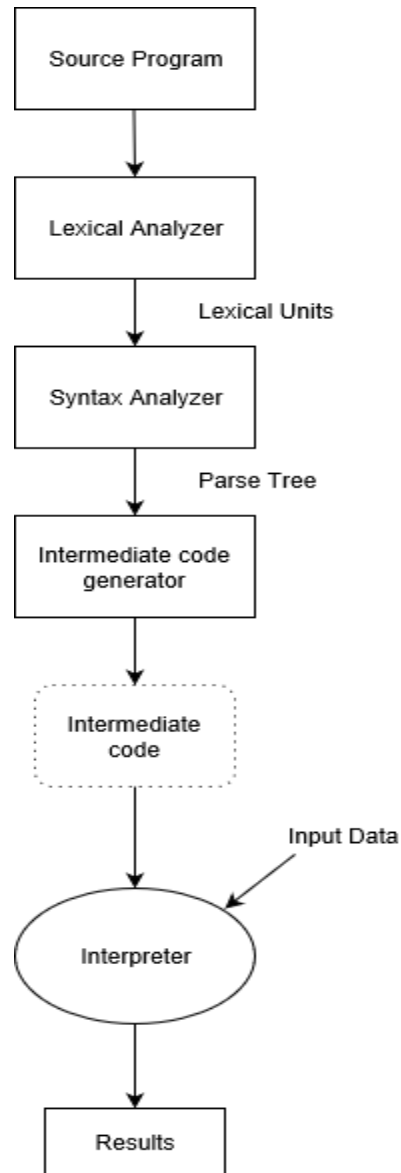 Source Program
Lexical Analyzer
Lexical Units
Syntax Analyzer
Parse Tree
Intermediate code
generator
Intermediate
code
Input Data
Interpreter
Results